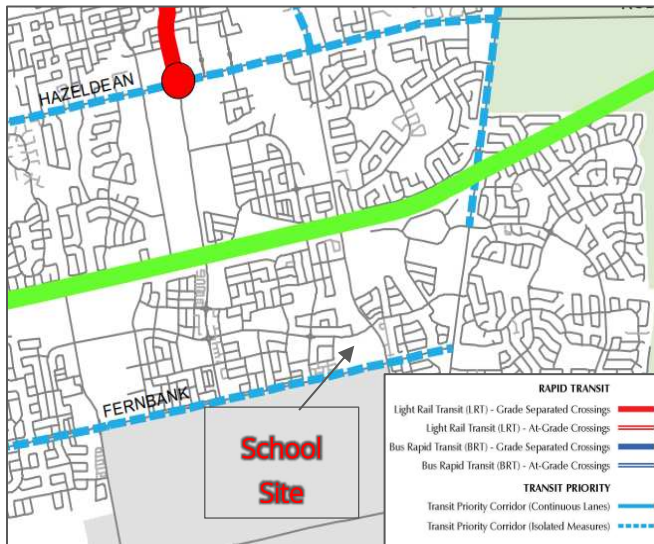 HAZELDEAN
FERNBANK
School
Site
RAPID TRANSIT
Light Rail Transit (LRT) - Grade Separated Crossings
Light Rail Transit (LRT) - At-Grade Crossings
Bus Rapid Transit (BRT) - Grade Separated Crossings
Bus Rapid Transit (BRT) - At-Grade Crossings
TRANSIT PRIORITY
Transit Priority Corridor (Continuous Lanes)
Transit Priority Corridor (Isolated Measures)